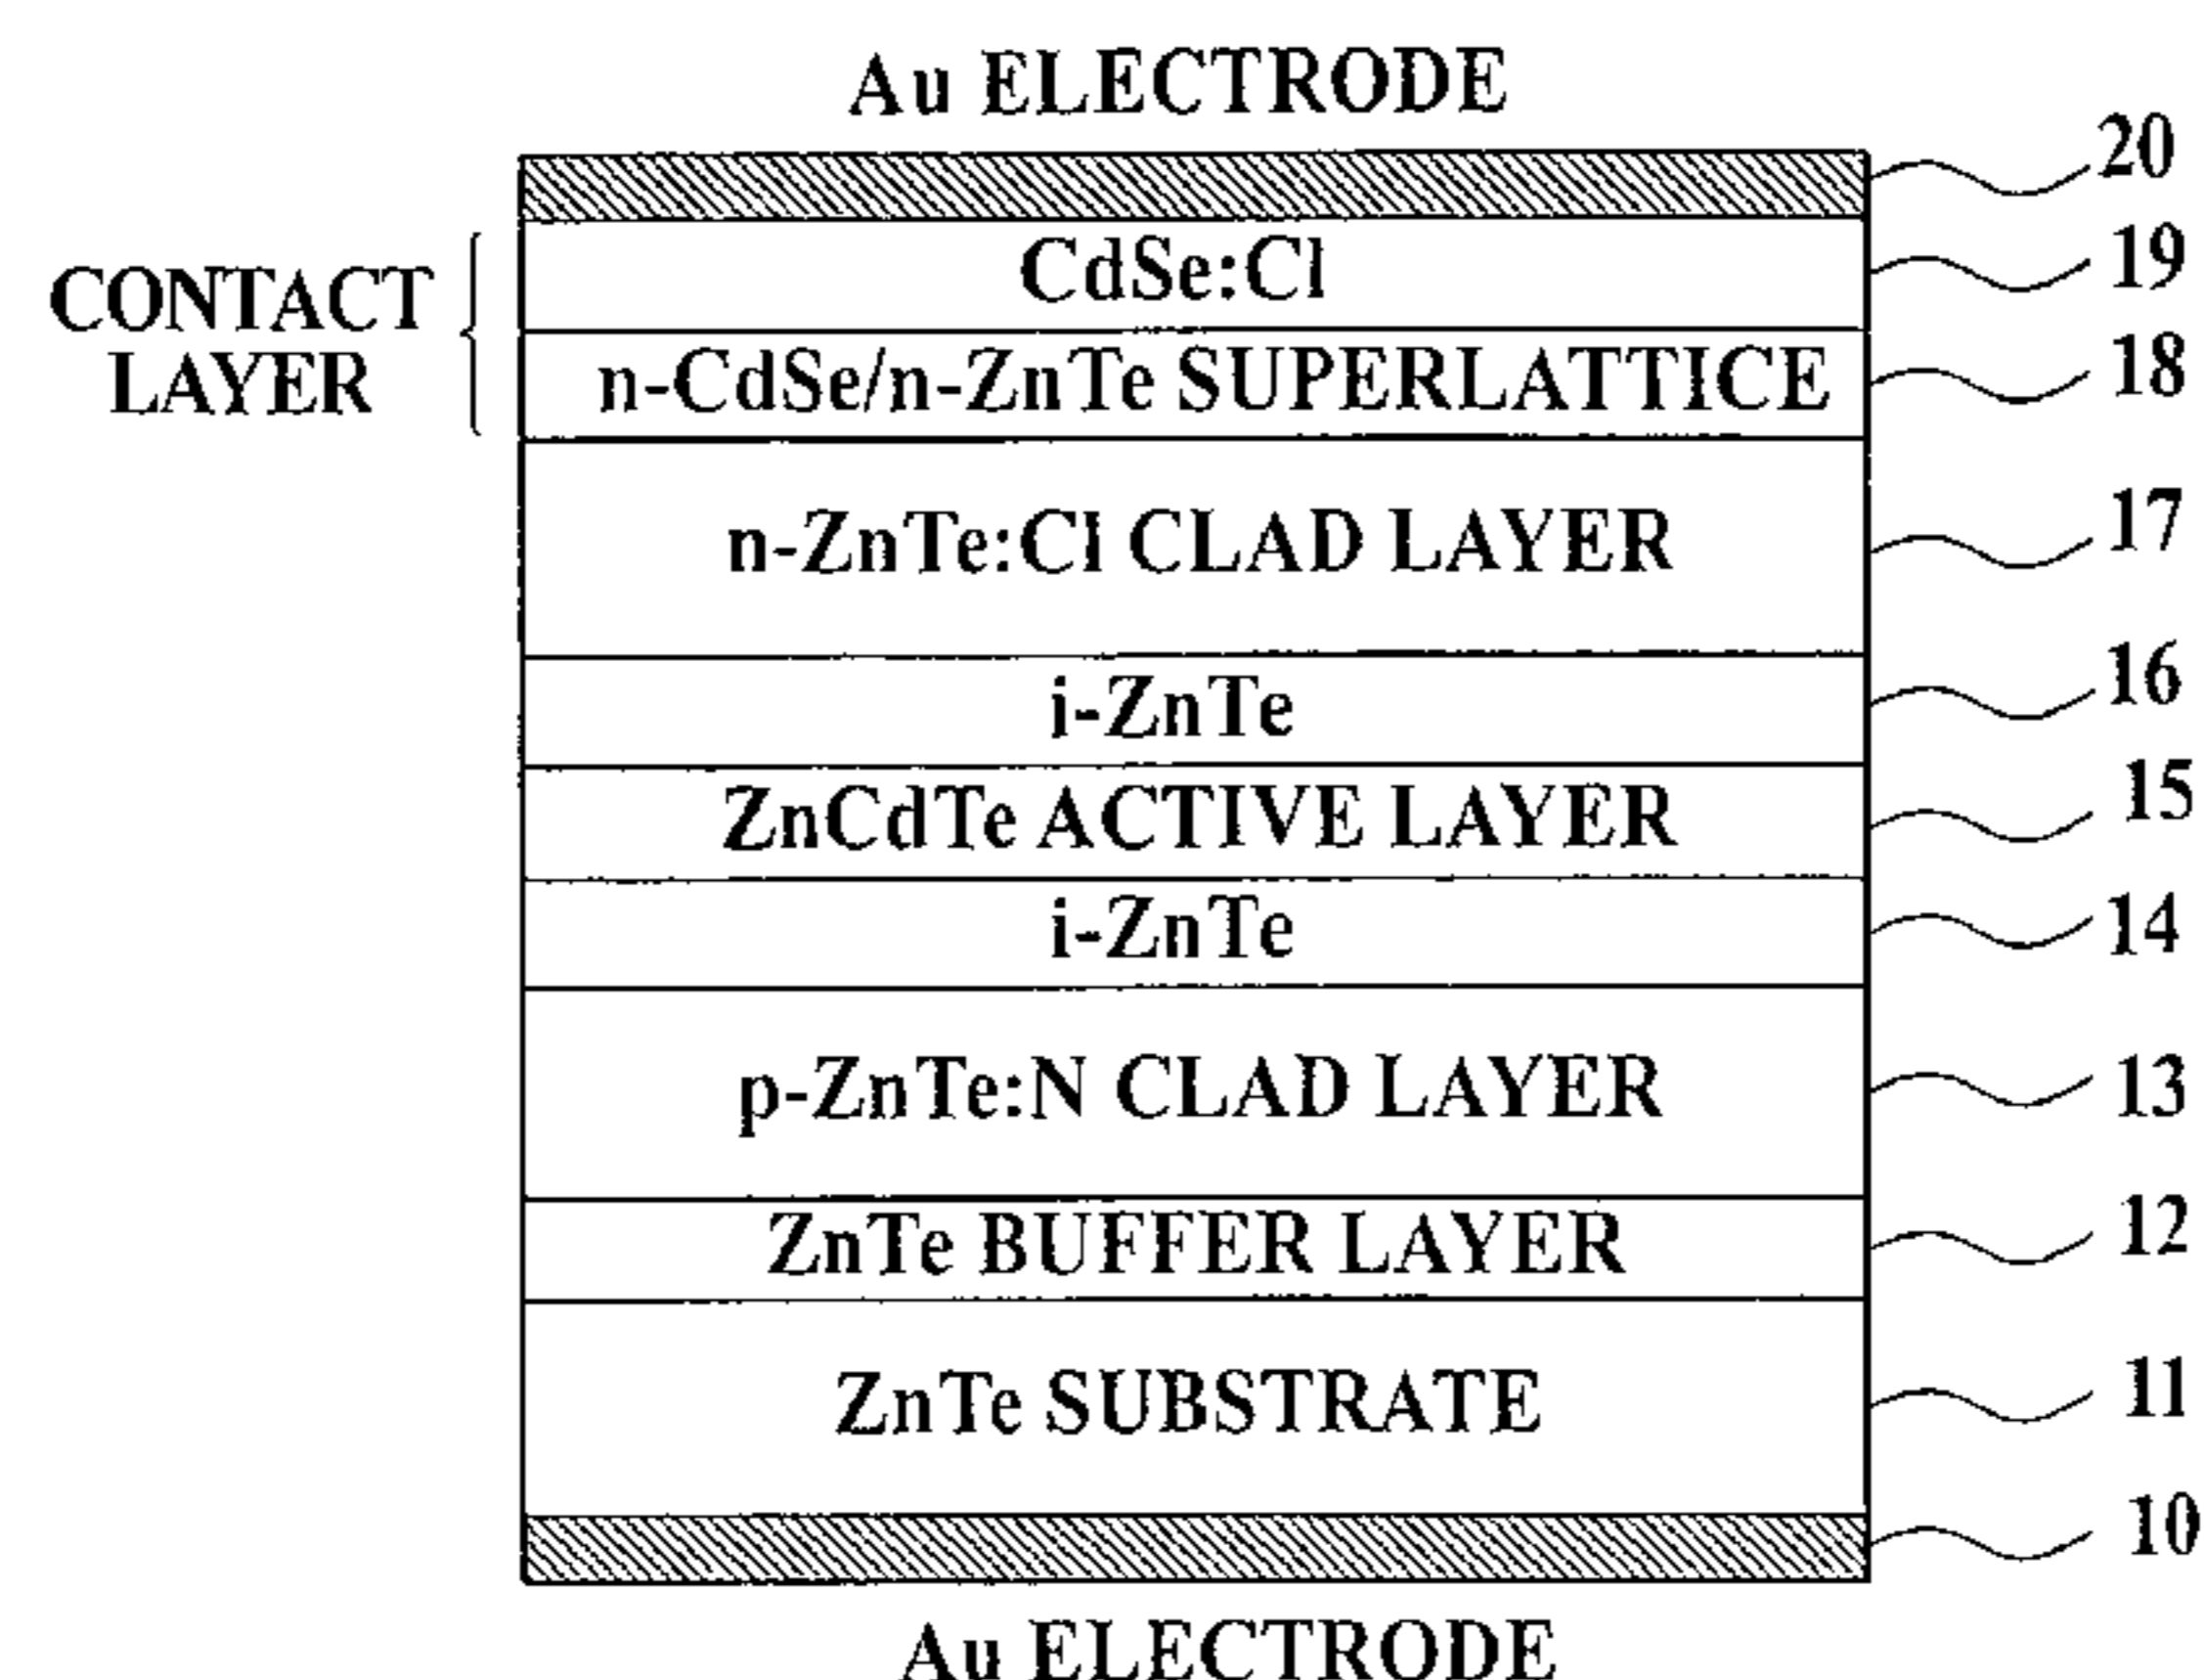 Au ELECTRODE
20
CdSe:Cl
19
CONTACT
LAYER
n-CdSe/n-ZnTe SUPERLATTICE
18
n-ZnTe:Cl CLAD LAYER
17
i-ZnTe
16
ZnCdTe ACTIVE LAYER
15
i-ZnTe
14
p-ZnTe:N CLAD LAYER
13
ZnTe BUFFER LAYER
12
ZnTe SUBSTRATE
11
10
Au ELECTRODE